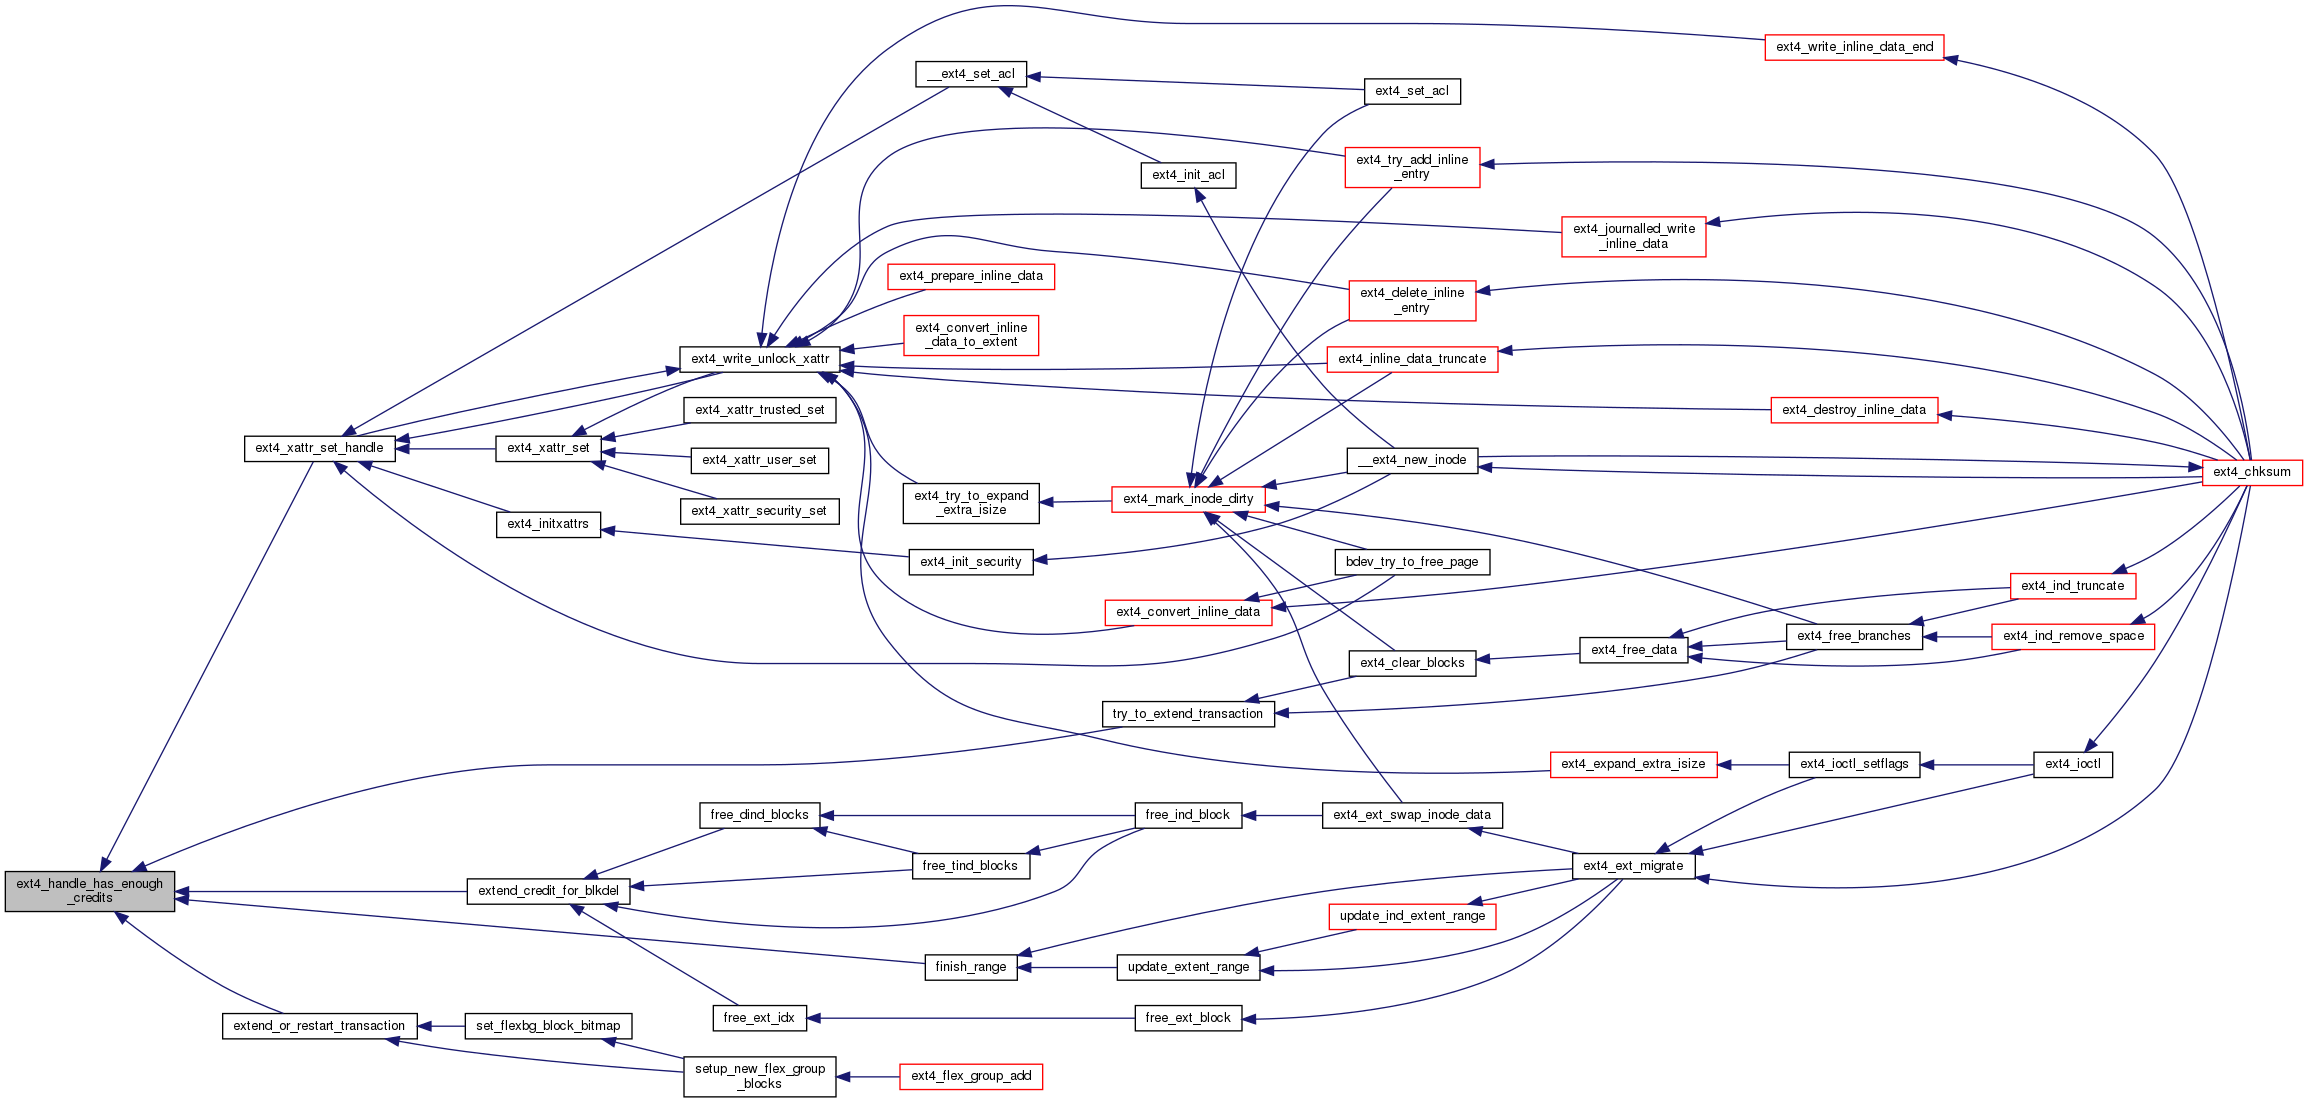 ext4_write_inline_data_end
__ext4_set_acl
ext4_set_acl
ext4_try_add_inline
_entry
ext4_init_acl
ext4_journalled_write
_inline_data
ext4_prepare_inline_data
ext4_delete_inline
_entry
ext4_convert_inline
_data_to_extent
ext4_write_unlock_xattr
ext4_inline_data_truncate
ext4_xattr_trusted_set
ext4_destroy_inline_data
ext4_xattr_set_handle
ext4_xattr_set
ext4_xattr_user_set
__ext4_new_inode
ext4_chksum
ext4_try_to_expand
_extra_isize
ext4_mark_inode_dirty
ext4_xattr_security_set
ext4_initxattrs
ext4_init_security
bdev_try_to_free_page
ext4_ind_truncate
ext4_convert_inline_data
ext4_free_branches
ext4_ind_remove_space
ext4_free_data
ext4_clear_blocks
try_to_extend_transaction
ext4_expand_extra_isize
ext4_ioctl_setflags
ext4_ioctl
free_dind_blocks
free_ind_block
ext4_ext_swap_inode_data
free_tind_blocks
ext4_ext_migrate
ext4_handle_has_enough
_credits
extend_credit_for_blkdel
update_ind_extent_range
finish_range
update_extent_range
free_ext_idx
free_ext_block
extend_or_restart_transaction
set_flexbg_block_bitmap
setup_new_flex_group
_blocks
ext4_flex_group_add